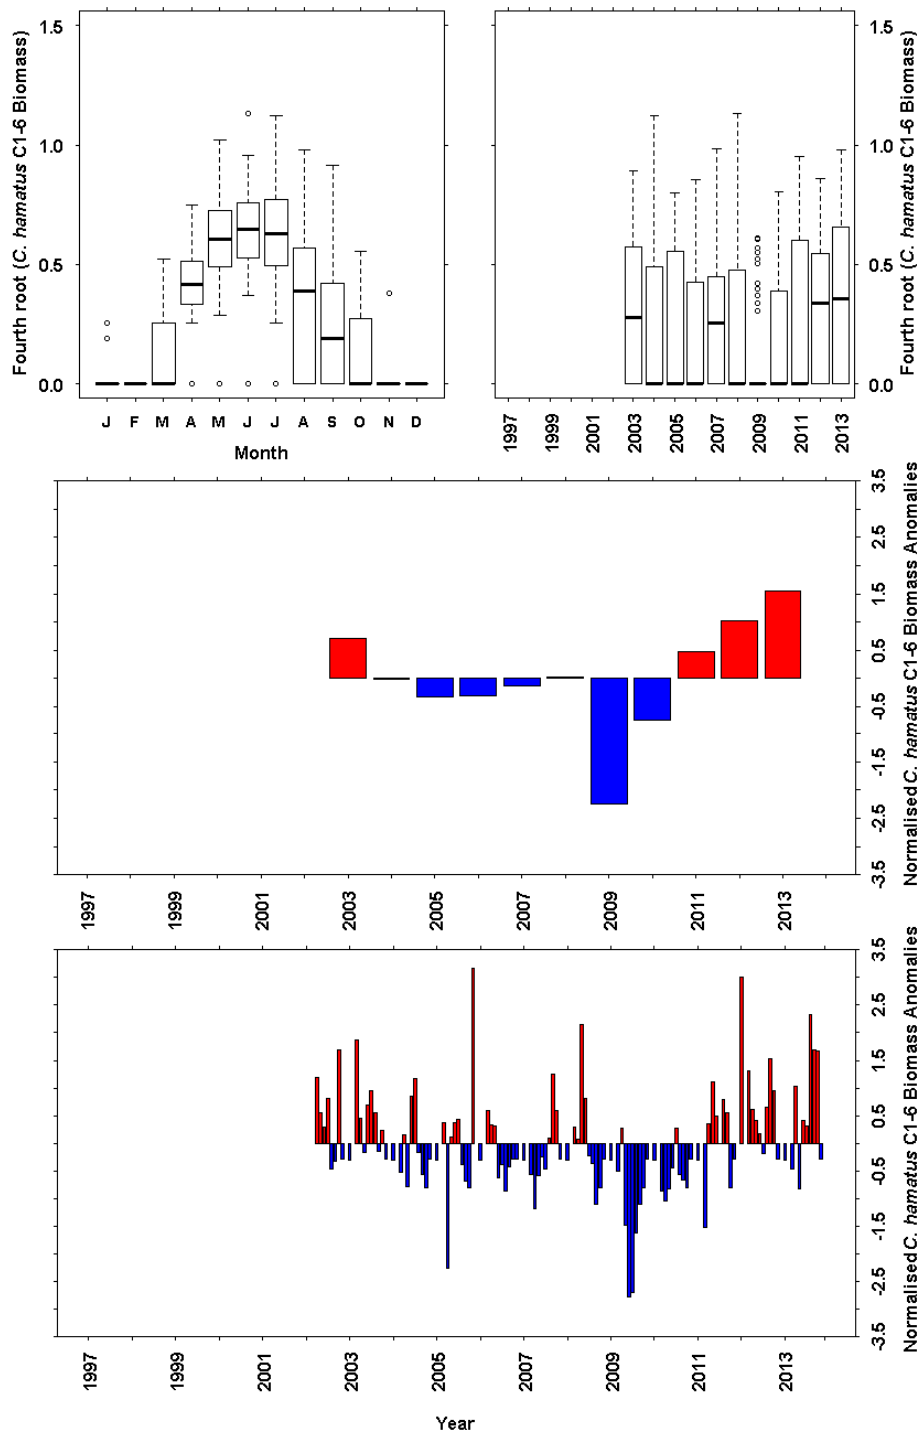 Fourth root (C. hamatus C1-6 Biomass)
1.5
1.0
0.5
0.0
J F M A M J J A S O N D
Month
1.5
1.0
0.5
0.0
Fourth root (C. hamatus C1-6 Biomass)
1997 1999 2001 2003 2005 2007 2009 2011 2013
3.5
2.5
1.5
0.5
-0.5
-1.5
-2.5
-3.5
Normalised C. hamatus C1-6 Biomass Anomalies
1997 1999 2001 2003 2005 2007 2009 2011 2013
3.5
2.5
1.5
0.5
-0.5
-1.5
-2.5
-3.5
Normalised C. hamatus C1-6 Biomass Anomalies
1997 1999 2001 2003 2005 2007 2009 2011 2013
Year